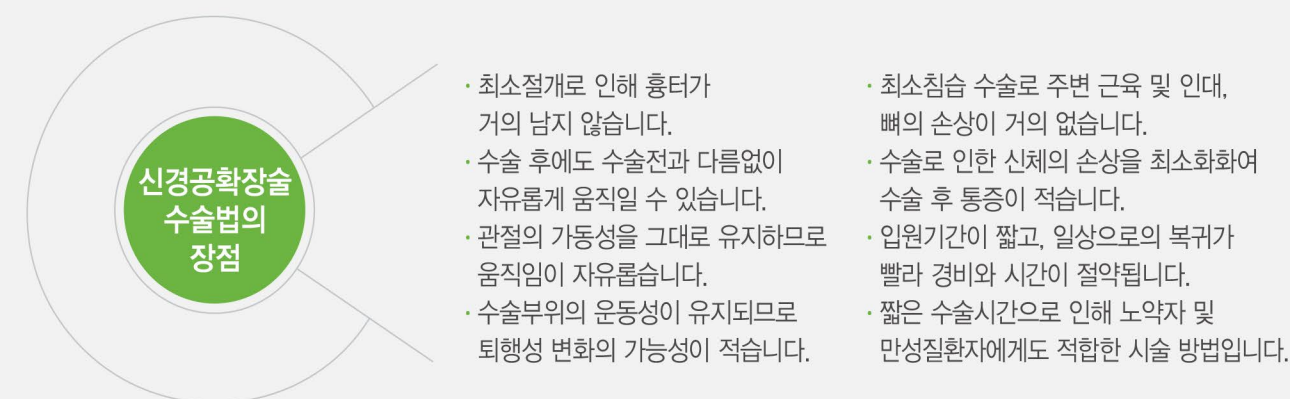 신경공확장술
수술법의
장점
· 최소절개로 인해 흉터가
거의 남지 않습니다.
· 수술 후에도 수술전과 다름없이
자유롭게 움직일 수 있습니다.
· 관절의 가동성을 그대로 유지하므로
움직임이 자유롭습니다.
· 수술부위의 운동성이 유지되므로
퇴행성 변화의 가능성이 적습니다.
· 최소침습 수술로 주변 근육 및 인대,
뼈의 손상이 거의 없습니다.
· 수술로 인한 신체의 손상을 최소화화여
수술 후 통증이 적습니다.
· 입원기간이 짧고, 일상으로의 복귀가
빨라 경비와 시간이 절약됩니다.
· 짧은 수술시간으로 인해 노약자 및
만성질환자에게도 적합한 시술 방법입니다.